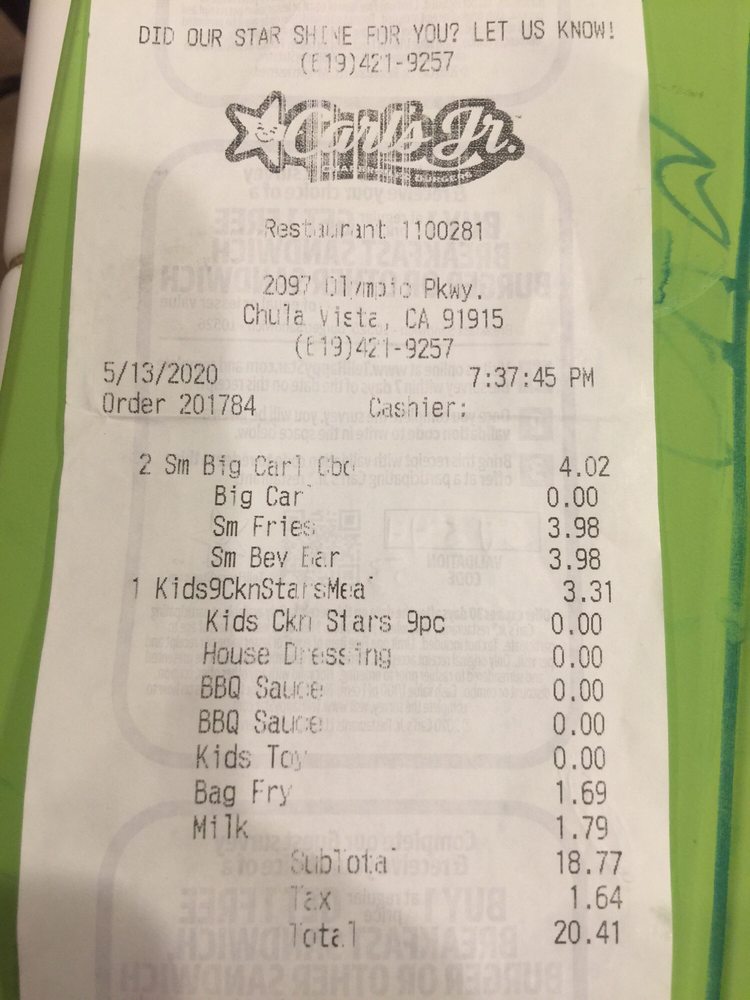 DID OUR STAR SHINE FOR YOU? LET US KNOW!
(619)421-9257
Carl's Jr.
CHARBROILED BURGERS
Restaurant 1100281
2097 Olympic Pkwy.
Chula Vista, CA 91915
(619)421-9257
5/13/2020 7:37:45 PM
Order 201784 Cashier:
2 Sm Big Carl Cbo 4.02
Big Carl 0.00
Sm Fries 3.98
Sm Bev Bar 3.98
1 Kids9CknStarsMeal 3.31
Kids Ckn Stars 9pc 0.00
House Dressing 0.00
BBQ Sauce 0.00
BBQ Sauce 0.00
Kids Toy 0.00
Bag Fry 1.69
Milk 1.79
SubTotal 18.77
Tax 1.64
Total 20.41